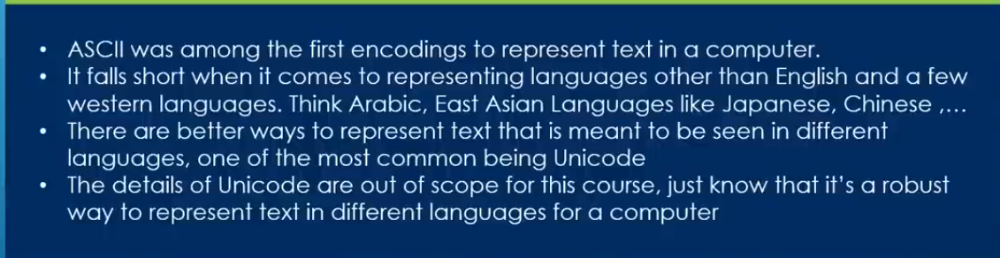 • ASCII was among the first encodings to represent text in a computer.
• It falls short when it comes to representing languages other than English and a few
western languages. Think Arabic, East Asian Languages like Japanese, Chinese ,...
• There are better ways to represent text that is meant to be seen in different
languages, one of the most common being Unicode
• The details of Unicode are out of scope for this course, just know that it's a robust
way to represent text in different languages for a computer